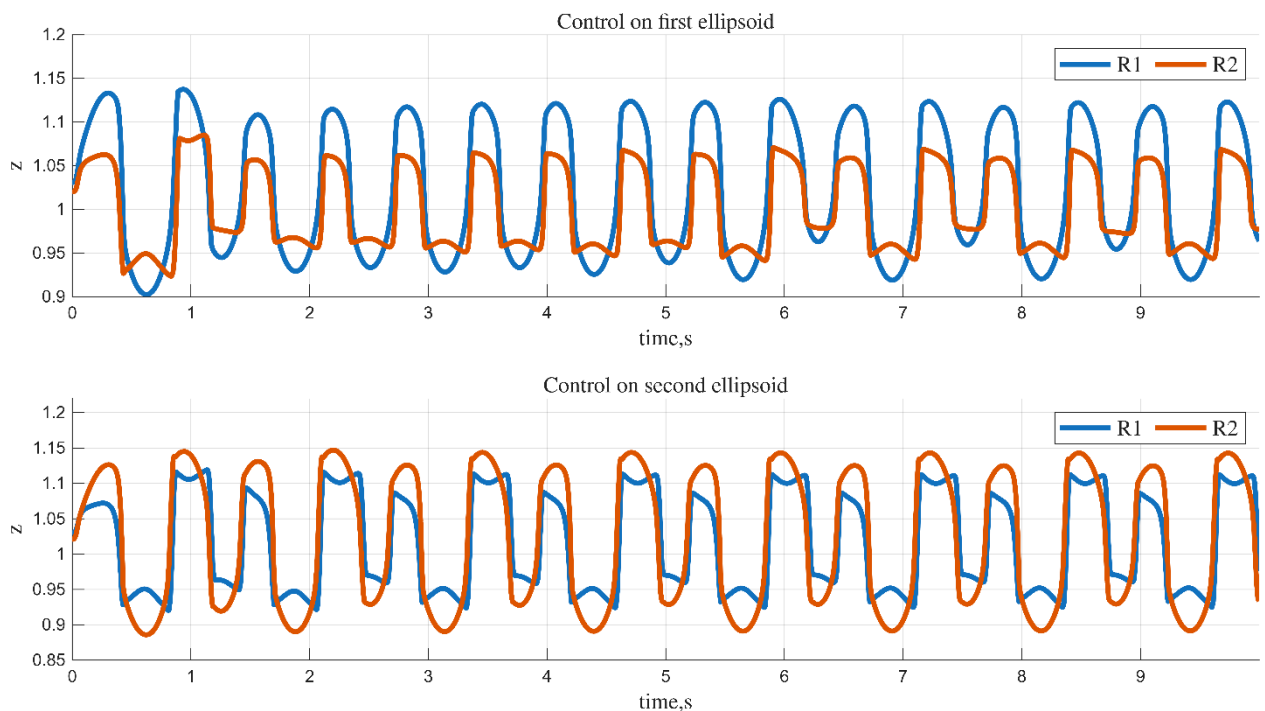 Control on first ellipsoid
1.2
1.15
1.1
1.05
1
0.95
0.9
z
R1 R2
0 1 2 3 4 5 6 7 8 9
time,s
Control on second ellipsoid
1.2
1.15
1.1
1.05
1
0.95
0.9
0.85
z
R1 R2
0 1 2 3 4 5 6 7 8 9
time,s